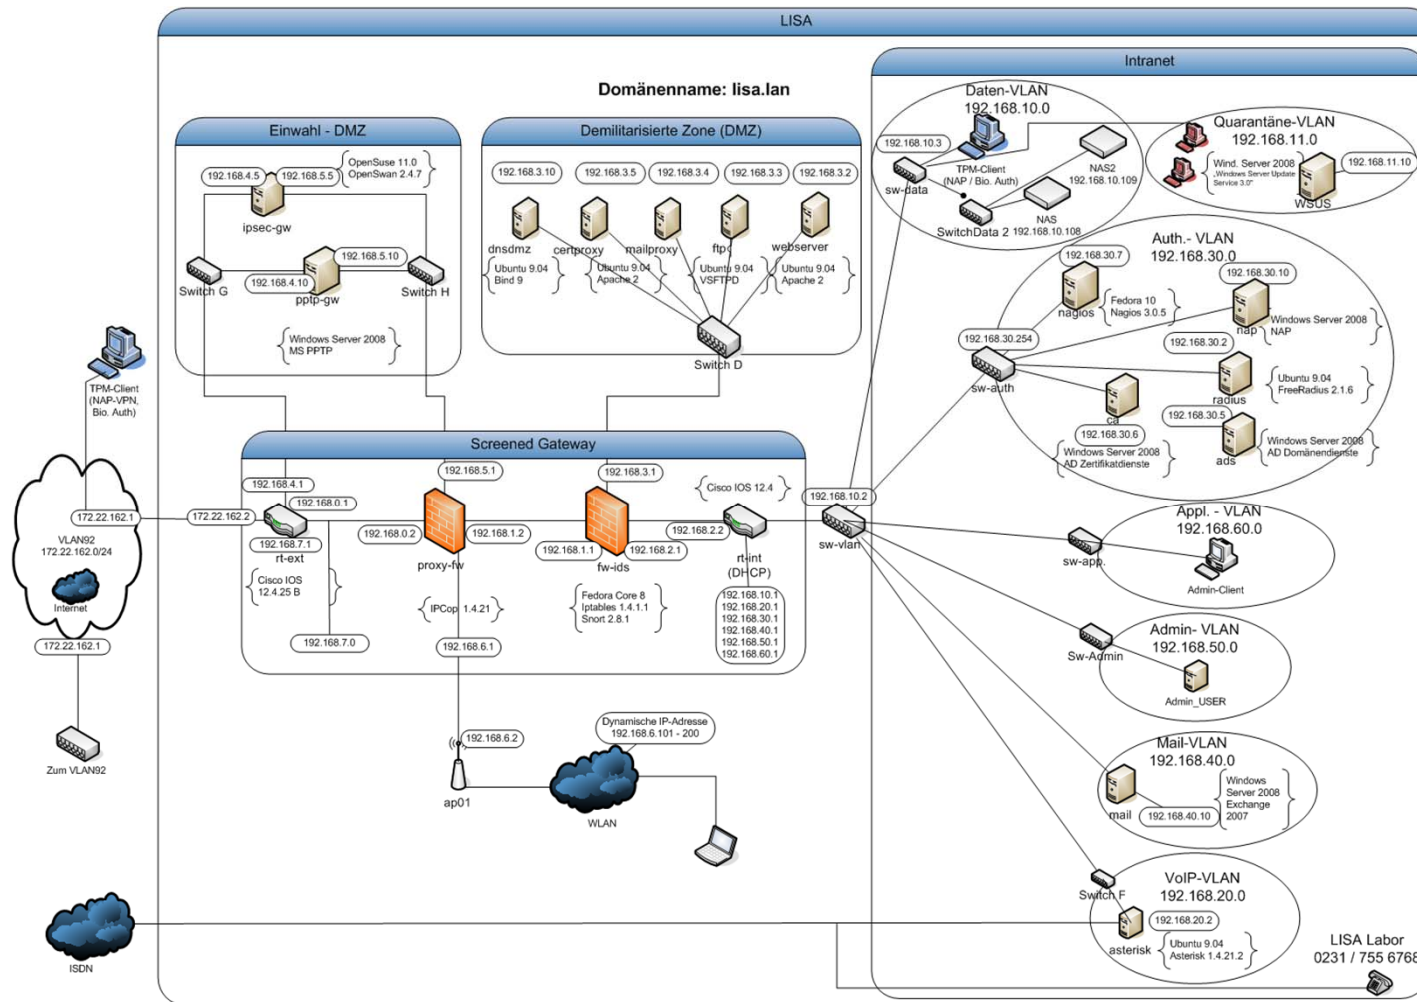 LISA
Intranet
Domänenname: lisa.lan
Einwahl - DMZ
192.168.4.5
192.168.5.5
OpenSuse 11.0
OpenSwan 2.4.7
ipsec-gw
192.168.5.10
192.168.4.10
Switch G
pptp-gw
Switch H
Windows Server 2008
MS PPTP
Demilitarisierte Zone (DMZ)
192.168.3.10
192.168.3.5
192.168.3.4
192.168.3.3
192.168.3.2
dnsdmz
certproxy
mailproxy
ftp
webserver
Ubuntu 9.04
Bind 9
Ubuntu 9.04
Apache 2
Ubuntu 9.04
VSFTPD
Ubuntu 9.04
Apache 2
Switch D
Daten-VLAN
192.168.10.0
192.168.10.3
sw-data
TPM-Client
(NAP / Bio. Auth)
NAS2
192.168.10.109
SwitchData 2
NAS
192.168.10.108
Quarantäne-VLAN
192.168.11.0
Wind. Server 2008
„Windows Server Update
Service 3.0"
192.168.11.10
WSUS
Auth.- VLAN
192.168.30.0
192.168.30.7
nagios
Fedora 10
Nagios 3.0.5
192.168.30.10
nap
Windows Server 2008
NAP
192.168.30.254
sw-auth
192.168.30.2
radius
Ubuntu 9.04
FreeRadius 2.1.6
ca
192.168.30.6
Windows Server 2008
AD Zertifikatdienste
192.168.30.5
ads
Windows Server 2008
AD Domänendienste
TPM-Client
(NAP-VPN,
Bio. Auth)
172.22.162.1
VLAN92
172.22.162.0/24
Internet
172.22.162.1
Zum VLAN92
Screened Gateway
192.168.4.1
192.168.0.1
172.22.162.2
192.168.7.1
rt-ext
Cisco IOS
12.4.25 B
192.168.7.0
192.168.5.1
192.168.0.2
192.168.1.2
proxy-fw
IPCop 1.4.21
192.168.6.1
192.168.3.1
192.168.1.1
192.168.2.1
fw-ids
Fedora Core 8
Iptables 1.4.1.1
Snort 2.8.1
Cisco IOS 12.4
192.168.2.2
rt-int
(DHCP)
192.168.10.1
192.168.20.1
192.168.30.1
192.168.40.1
192.168.50.1
192.168.60.1
192.168.10.2
sw-vlan
Appl. - VLAN
192.168.60.0
sw-app.
Admin-Client
Admin- VLAN
192.168.50.0
Sw-Admin
Admin_USER
Mail-VLAN
192.168.40.0
mail
192.168.40.10
Windows
Server 2008
Exchange
2007
192.168.6.2
ap01
Dynamische IP-Adresse
192.168.6.101 - 200
WLAN
VoIP-VLAN
192.168.20.0
Switch F
192.168.20.2
asterisk
Ubuntu 9.04
Asterisk 1.4.21.2
ISDN
LISA Labor
0231 / 755 6768